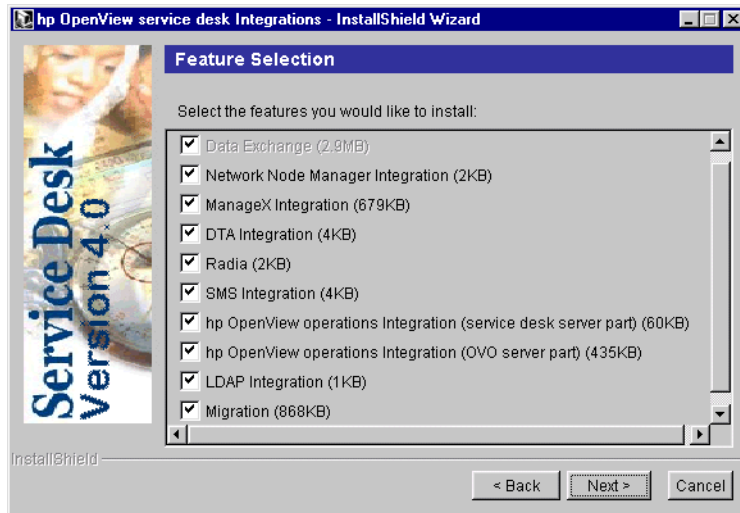 hp OpenView service desk Integrations - InstallShield Wizard
Feature Selection
Select the features you would like to install:
Data Exchange (2.9MB)
Network Node Manager Integration (2KB)
ManageX Integration (679KB)
DTA Integration (4KB)
Radia (2KB)
SMS Integration (4KB)
hp OpenView operations Integration (service desk server part) (60KB)
hp OpenView operations Integration (OVO server part) (435KB)
LDAP Integration (1KB)
Migration (868KB)
Service Desk
Version 4.0
InstallShield
< Back
Next >
Cancel